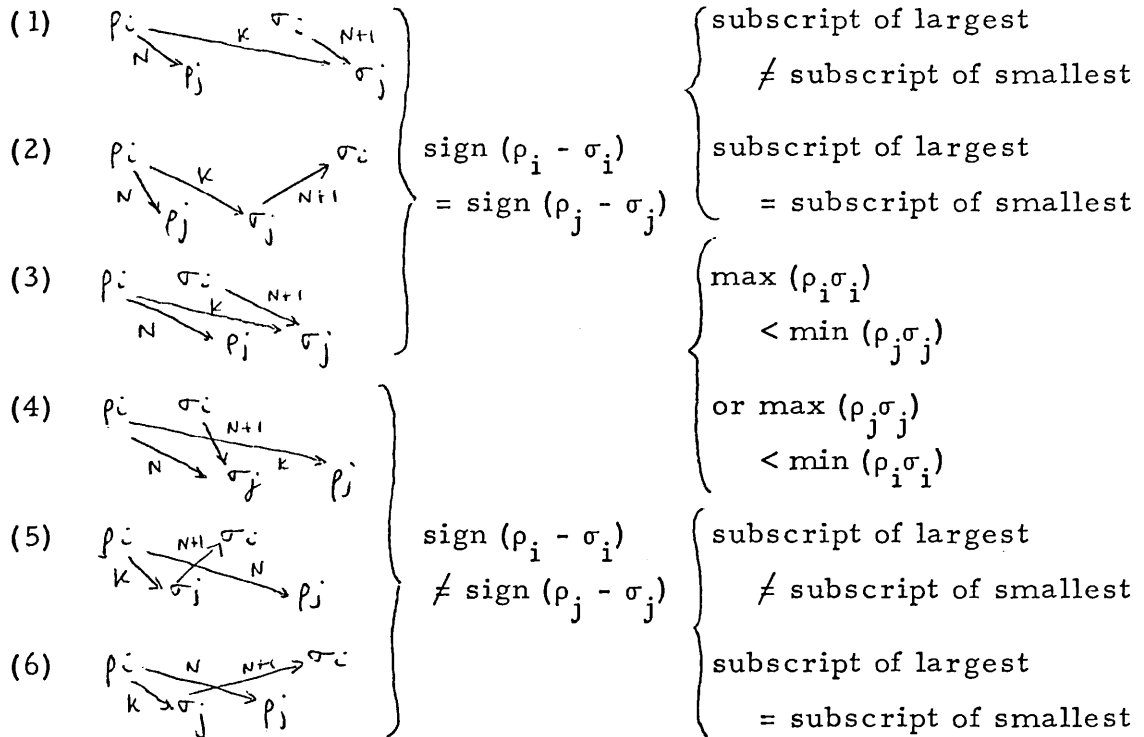 (1) ρi σi N+1 subscript of largest
K
N ρj σj ≠ subscript of smallest
(2) ρi σi sign (ρi - σi) subscript of largest
K
N ρj σj N+1 = sign (ρj - σj) = subscript of smallest
(3) ρi σi N+1 max (ρiσi)
K
N ρj σj < min (ρjσj)
(4) ρi σi N+1 or max (ρjσj)
K
N σj ρj < min (ρiσi)
(5) ρi N+1 σi sign (ρi - σi) subscript of largest
N
K σj ρj ≠ sign (ρj - σj) ≠ subscript of smallest
(6) ρi N N+1 σi subscript of largest
K σj ρj = subscript of smallest